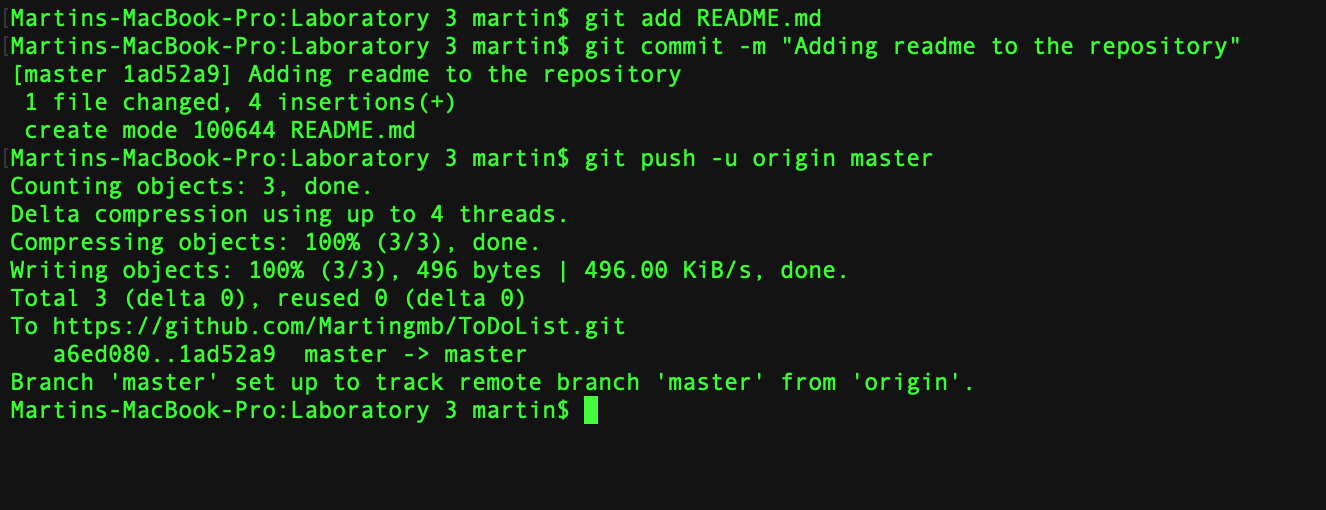 Martins-MacBook-Pro:Laboratory 3 martin$ git add README.md
Martins-MacBook-Pro:Laboratory 3 martin$ git commit -m "Adding readme to the repository"
[master 1ad52a9] Adding readme to the repository
 1 file changed, 4 insertions(+)
 create mode 100644 README.md
Martins-MacBook-Pro:Laboratory 3 martin$ git push -u origin master
Counting objects: 3, done.
Delta compression using up to 4 threads.
Compressing objects: 100% (3/3), done.
Writing objects: 100% (3/3), 496 bytes | 496.00 KiB/s, done.
Total 3 (delta 0), reused 0 (delta 0)
To https://github.com/Martingmb/ToDoList.git
   a6ed080..1ad52a9  master -> master
Branch 'master' set up to track remote branch 'master' from 'origin'.
Martins-MacBook-Pro:Laboratory 3 martin$